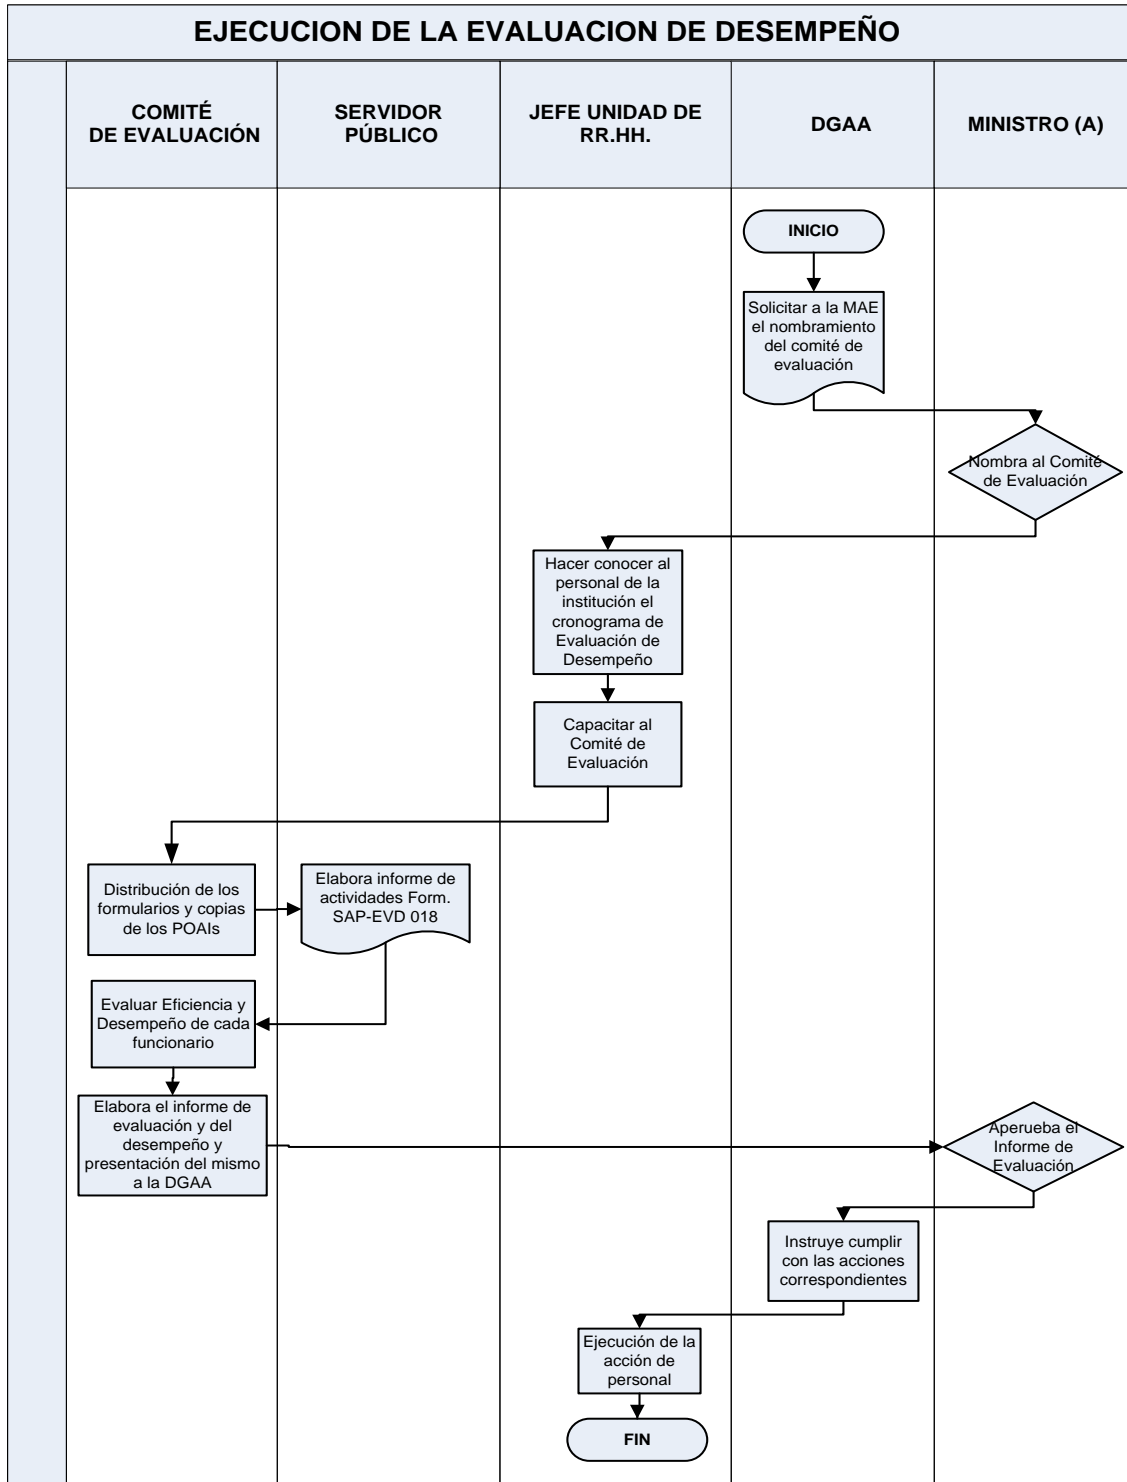 EJECUCION DE LA EVALUACION DE DESEMPEÑO
COMITÉ
DE EVALUACIÓN
SERVIDOR
PÚBLICO
JEFE UNIDAD DE
RR.HH.
DGAA
MINISTRO (A)
INICIO
Solicitar a la MAE
el nombramiento
del comité de
evaluación
Nombra al Comité
de Evaluación
Hacer conocer al
personal de la
institución el
cronograma de
Evaluación de
Desempeño
Capacitar al
Comité de
Evaluación
Distribución de los
formularios y copias
de los POAIs
Elabora informe de
actividades Form.
SAP-EVD 018
Evaluar Eficiencia y
Desempeño de cada
funcionario
Elabora el informe de
evaluación y del
desempeño y
presentación del mismo
a la DGAA
Aperueba el
Informe de
Evaluación
Instruye cumplir
con las acciones
correspondientes
Ejecución de la
acción de
personal
FIN